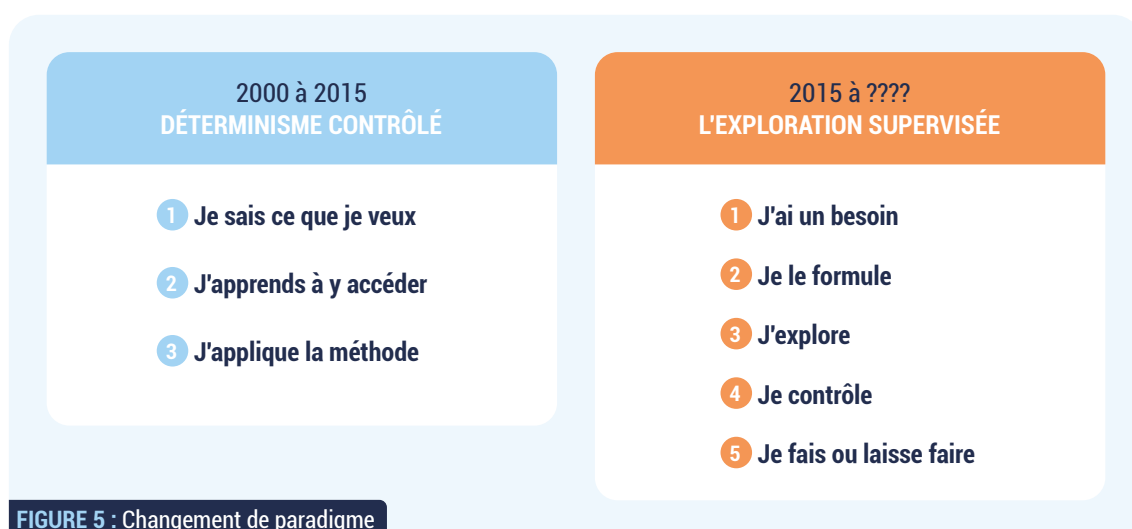 2000 à 2015
DÉTERMINISME CONTRÔLÉ
1 Je sais ce que je veux
2 J'apprends à y accéder
3 J'applique la méthode
2015 à ????
L'EXPLORATION SUPERVISÉE
1 J'ai un besoin
2 Je le formule
3 J'explore
4 Je contrôle
5 Je fais ou laisse faire
FIGURE 5 : Changement de paradigme